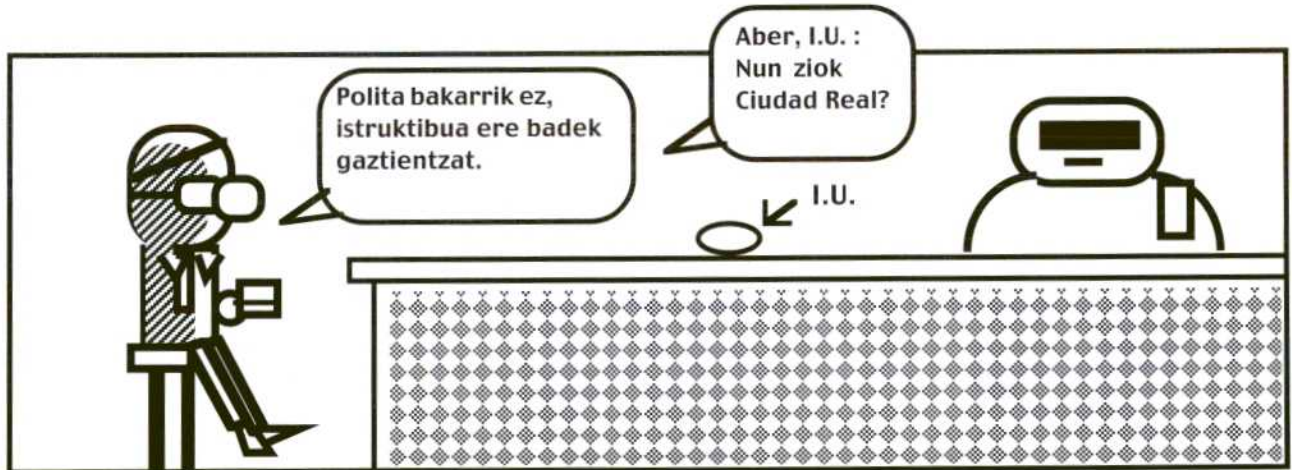 Polita bakarrik ez,
istruktibua ere badek
gaztientzat.
Aber, I.U. :
Nun ziok
Ciudad Real?
I.U.